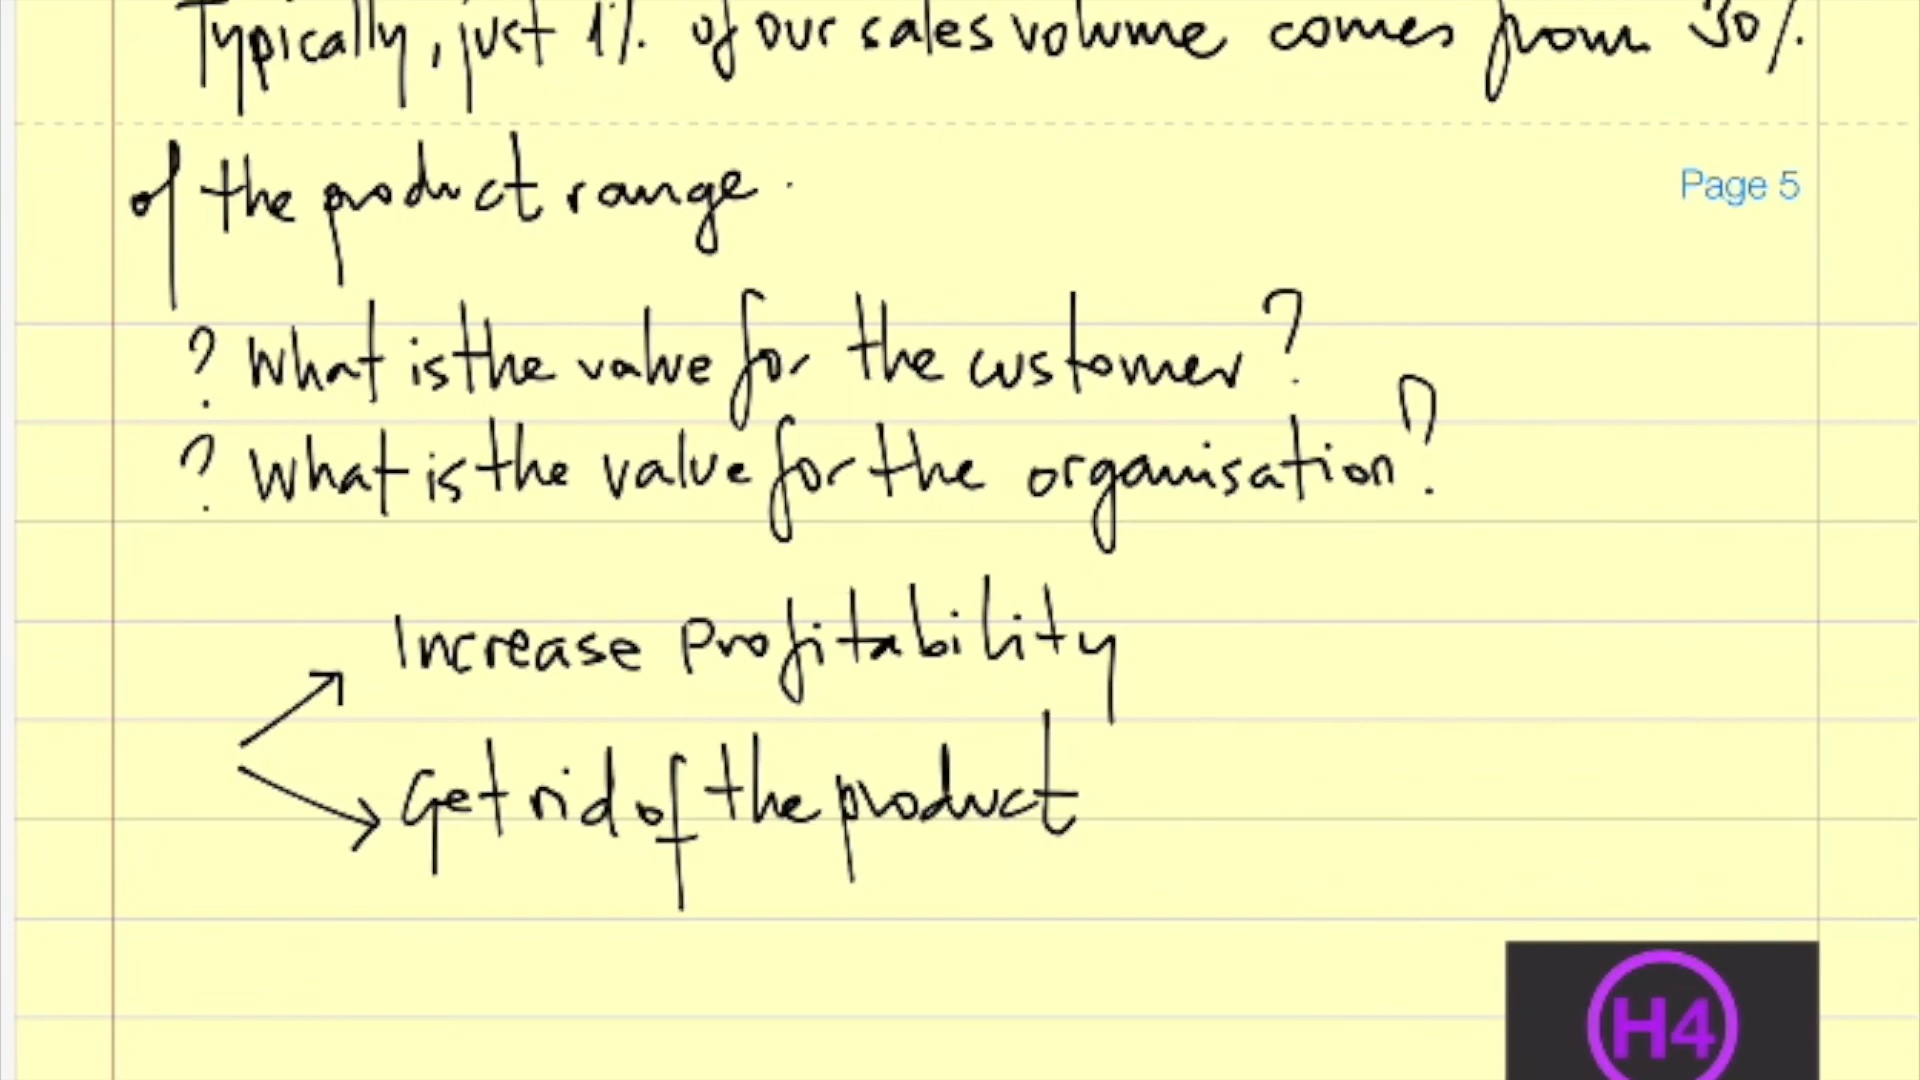 Typically, just 1% of our sales volume comes from 30%
of the product range.
Page 5
? What is the value for the customer?
? What is the value for the organisation?
Increase Profitability
Get rid of the product
H4